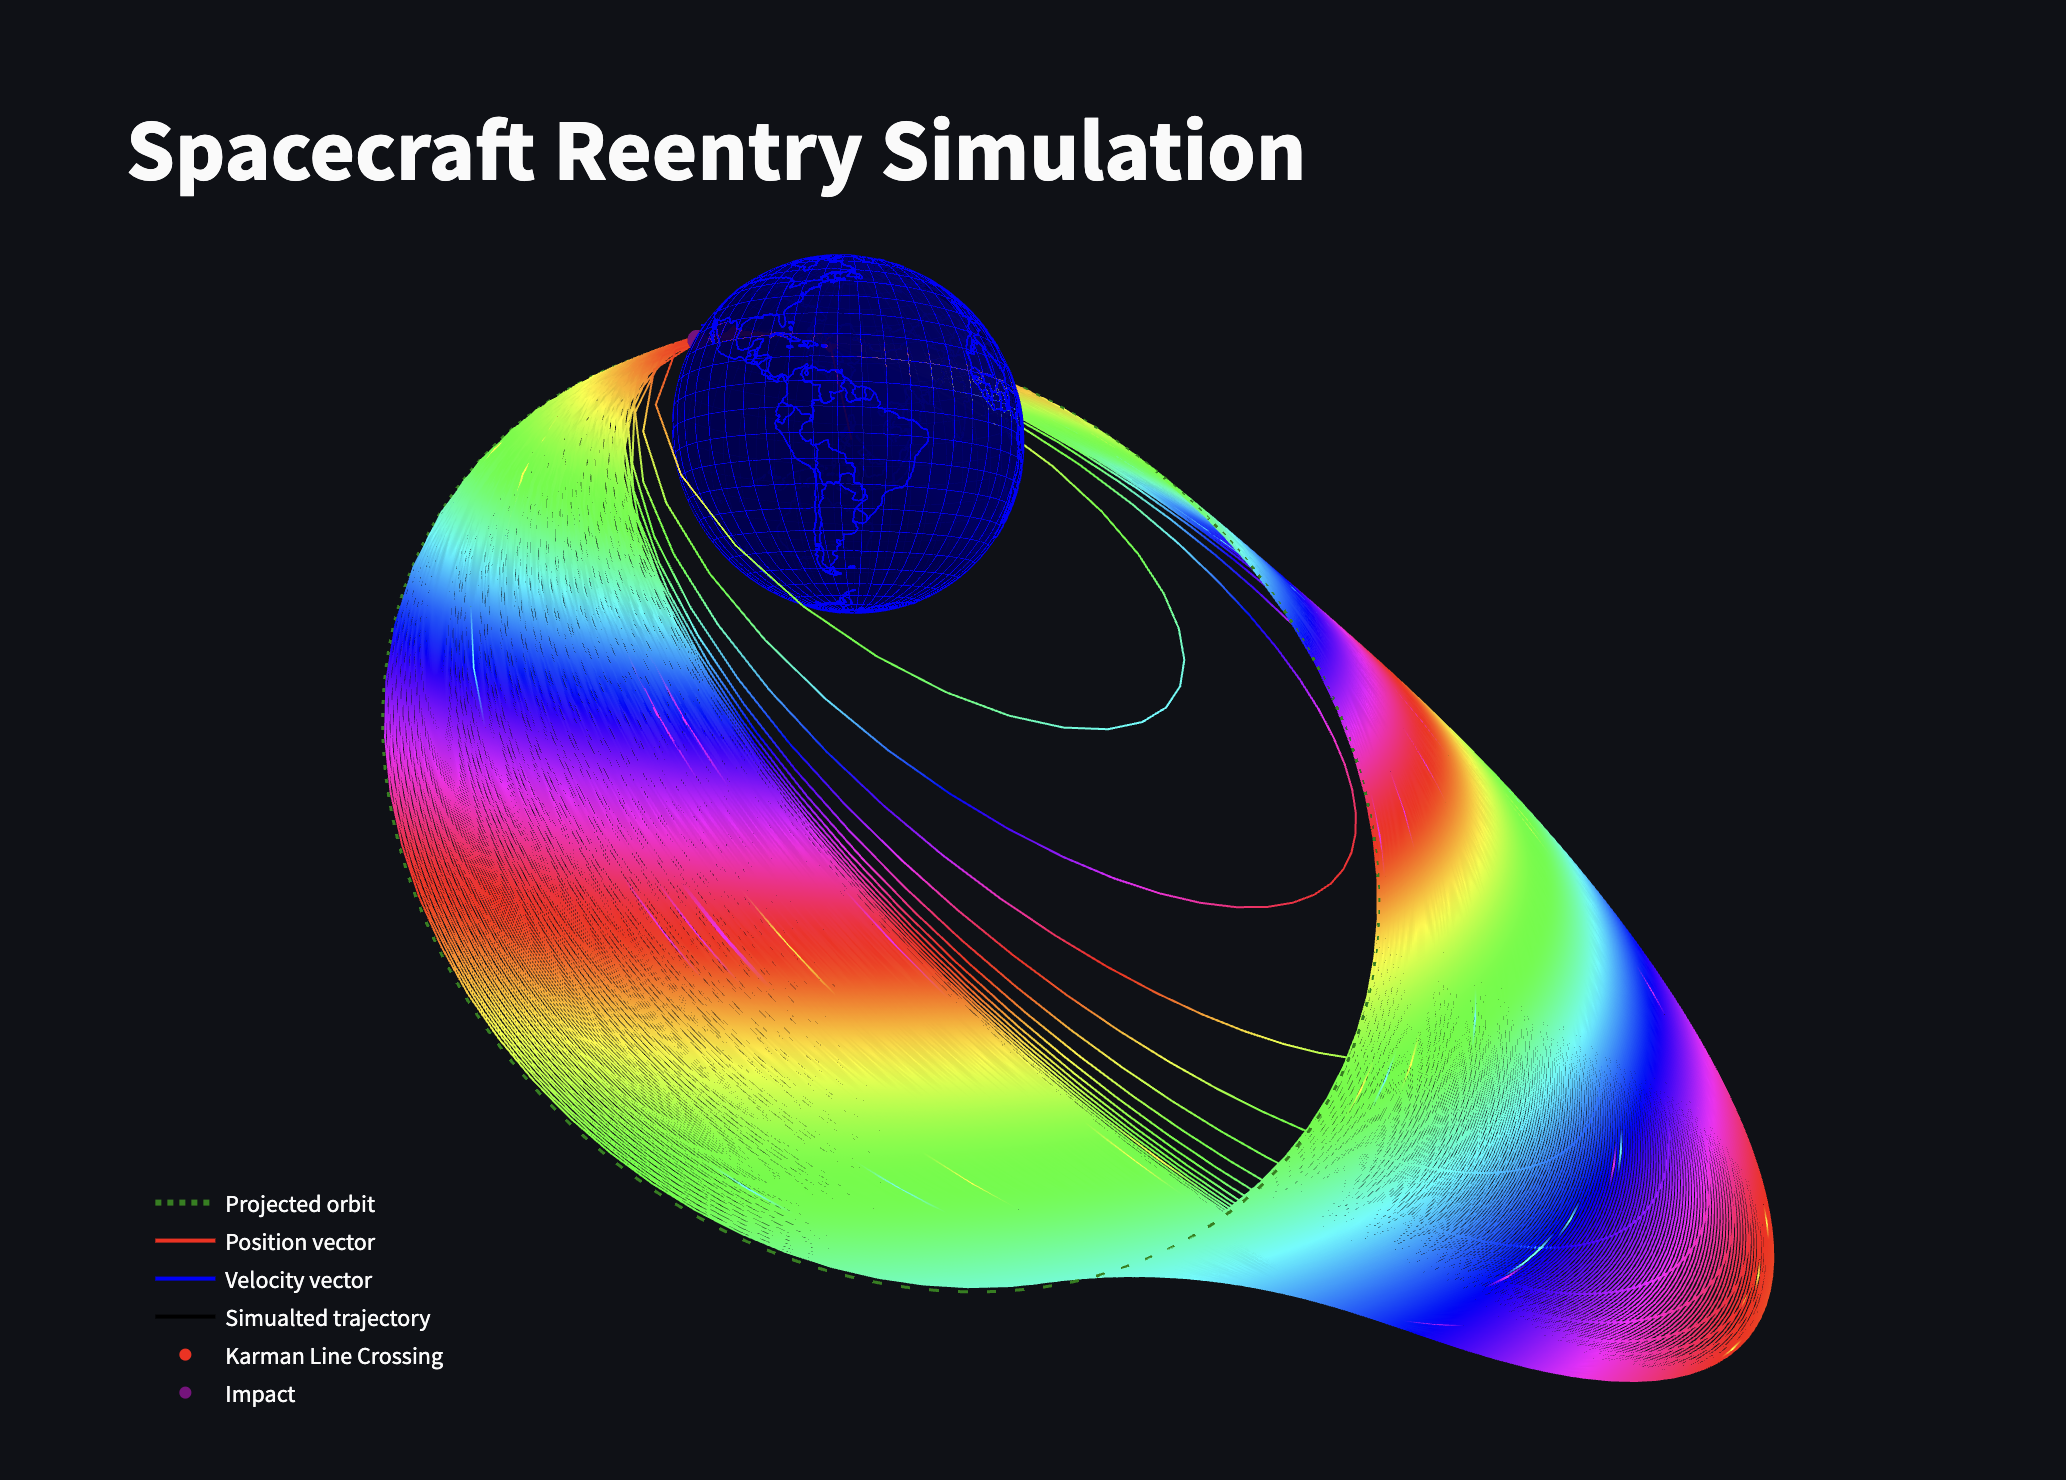 Spacecraft Reentry Simulation
Projected orbit
Position vector
Velocity vector
Simualted trajectory
Karman Line Crossing
Impact